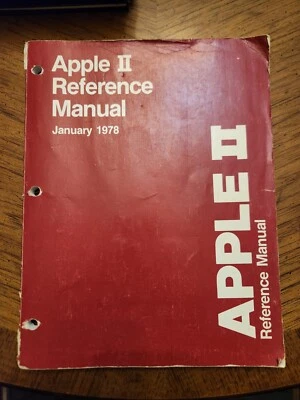 Apple II
Reference
Manual
January 1978
APPLE II
Reference Manual